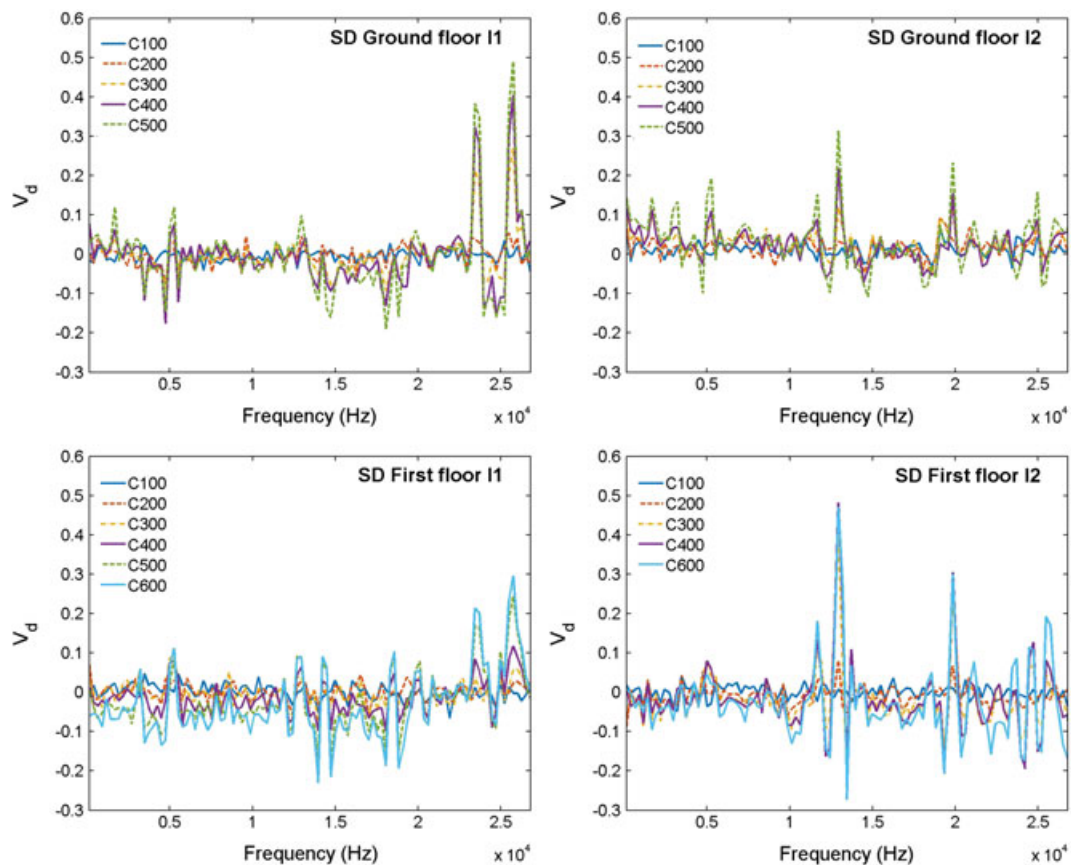 SD Ground floor I1
C100
C200
C300
C400
C500
V_d
0.6
0.5
0.4
0.3
0.2
0.1
0
-0.1
-0.2
-0.3
0.5 1 1.5 2 2.5
x 10^4
Frequency (Hz)
SD Ground floor I2
C100
C200
C300
C400
C500
V_d
0.6
0.5
0.4
0.3
0.2
0.1
0
-0.1
-0.2
-0.3
0.5 1 1.5 2 2.5
x 10^4
Frequency (Hz)
SD First floor I1
C100
C200
C300
C400
C500
C600
V_d
0.6
0.5
0.4
0.3
0.2
0.1
0
-0.1
-0.2
-0.3
0.5 1 1.5 2 2.5
x 10^4
Frequency (Hz)
SD First floor I2
C100
C200
C300
C400
C600
V_d
0.6
0.5
0.4
0.3
0.2
0.1
0
-0.1
-0.2
-0.3
0.5 1 1.5 2 2.5
x 10^4
Frequency (Hz)